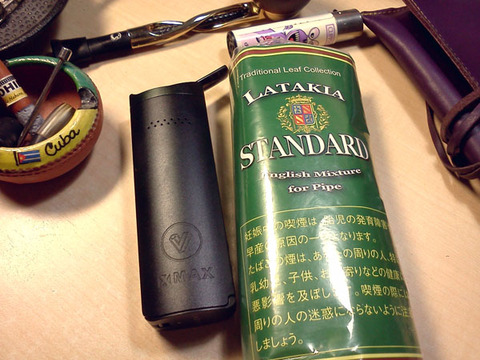 Traditional Leaf Collection
LATAKIA
STANDARD
English Mixture
for Pipe
妊娠中の喫煙は、胎児の発育障害
早産の原因の一つとなります。
たばこの煙は、あなたの周りの人、特に
乳幼児、子供、お年寄りなどの健康に
悪影響を及ぼします。喫煙の際に
周りの人の迷惑にならないように注
しましょう。
XMAX
Cuba